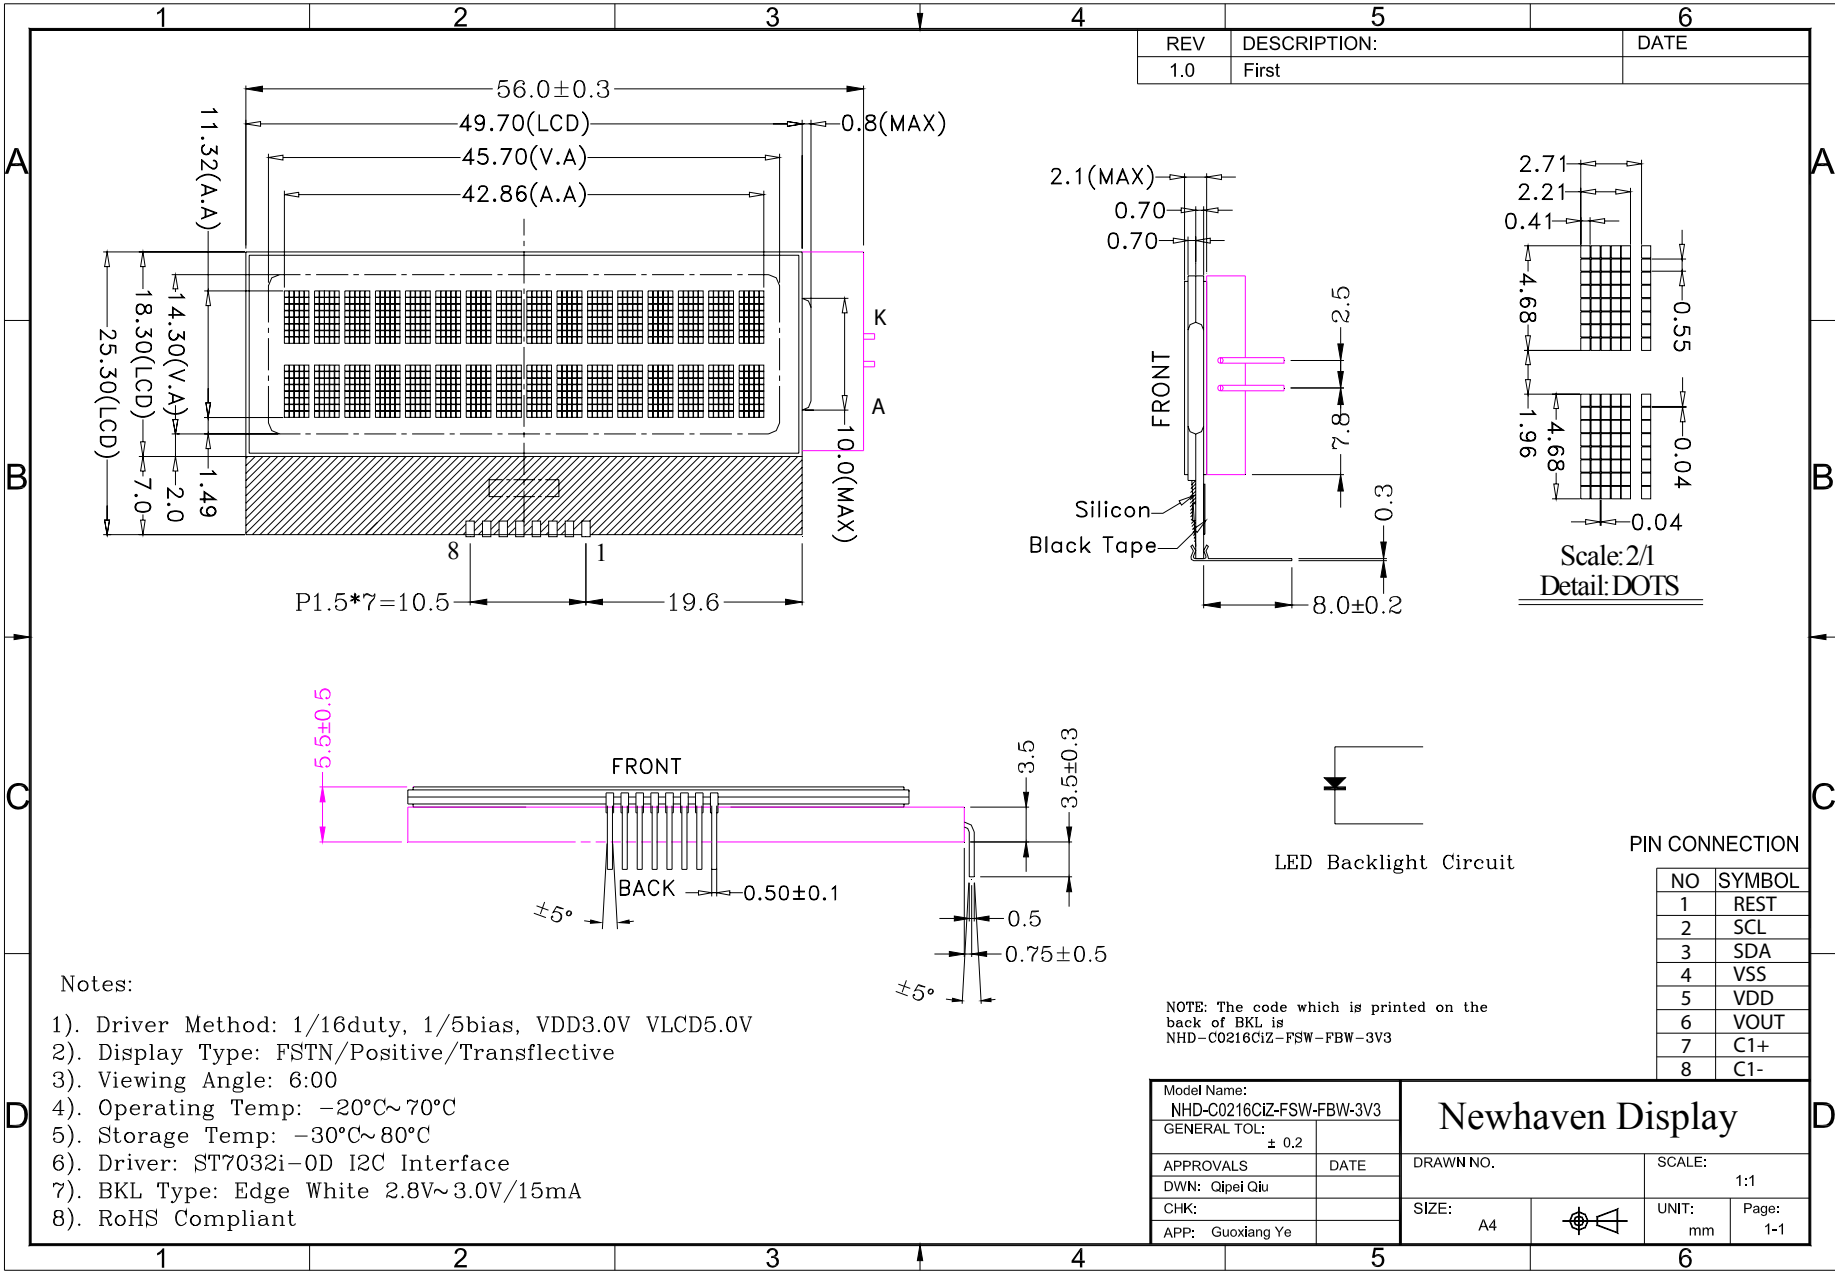 1 2 3 4 5 6
A
B
C
D
A
B
C
D
REV DESCRIPTION: DATE
1.0 First
56.0±0.3
49.70(LCD)
0.8(MAX)
45.70(V.A)
42.86(A.A)
11.32(A.A)
25.30(LCD)
18.30(LCD)
14.30(V.A)
7.0
2.0
1.49
K
A
10.0(MAX)
8 1
P1.5*7=10.5
19.6
2.1(MAX)
0.70
0.70
FRONT
2.5
7.8
Silicon
Black Tape
0.3
8.0±0.2
2.71
2.21
0.41
4.68
0.55
1.96
4.68
0.04
0.04
Scale:2/1
Detail:DOTS
5.5±0.5
FRONT
BACK
0.50±0.1
±5°
3.5
3.5±0.3
0.5
0.75±0.5
±5°
LED Backlight Circuit
PIN CONNECTION
NO SYMBOL
1 REST
2 SCL
3 SDA
4 VSS
5 VDD
6 VOUT
7 C1+
8 C1-
Notes:
1). Driver Method: 1/16duty, 1/5bias, VDD3.0V VLCD5.0V
2). Display Type: FSTN/Positive/Transflective
3). Viewing Angle: 6:00
4). Operating Temp: -20°C~70°C
5). Storage Temp: -30°C~80°C
6). Driver: ST7032i-0D I2C Interface
7). BKL Type: Edge White 2.8V~3.0V/15mA
8). RoHS Compliant
NOTE: The code which is printed on the
back of BKL is
NHD-C0216CiZ-FSW-FBW-3V3
Model Name:
NHD-C0216CiZ-FSW-FBW-3V3
GENERAL TOL:
± 0.2
APPROVALS DATE
DWN: Qipei Qiu
CHK:
APP: Guoxiang Ye
Newhaven Display
DRAWN NO.
SCALE:
1:1
SIZE:
A4
UNIT:
mm
Page:
1-1
1 2 3 4 5 6